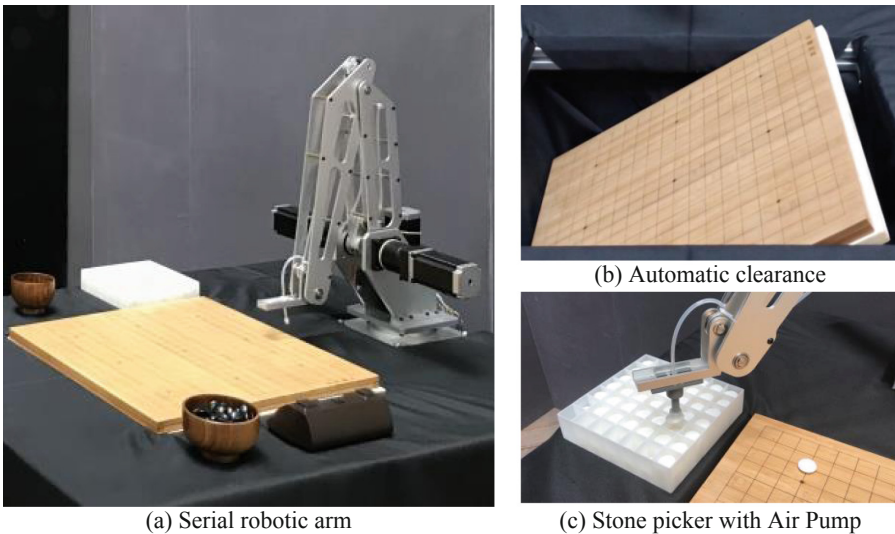 (a) Serial robotic arm
(b) Automatic clearance
(c) Stone picker with Air Pump